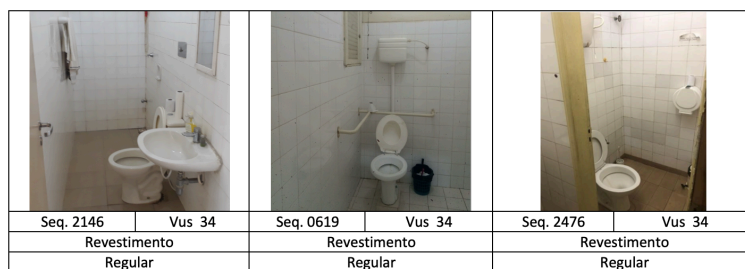 Seq. 2146 Vus 34 Seq. 0619 Vus 34 Seq. 2476 Vus 34
Revestimento Revestimento Revestimento
Regular Regular Regular